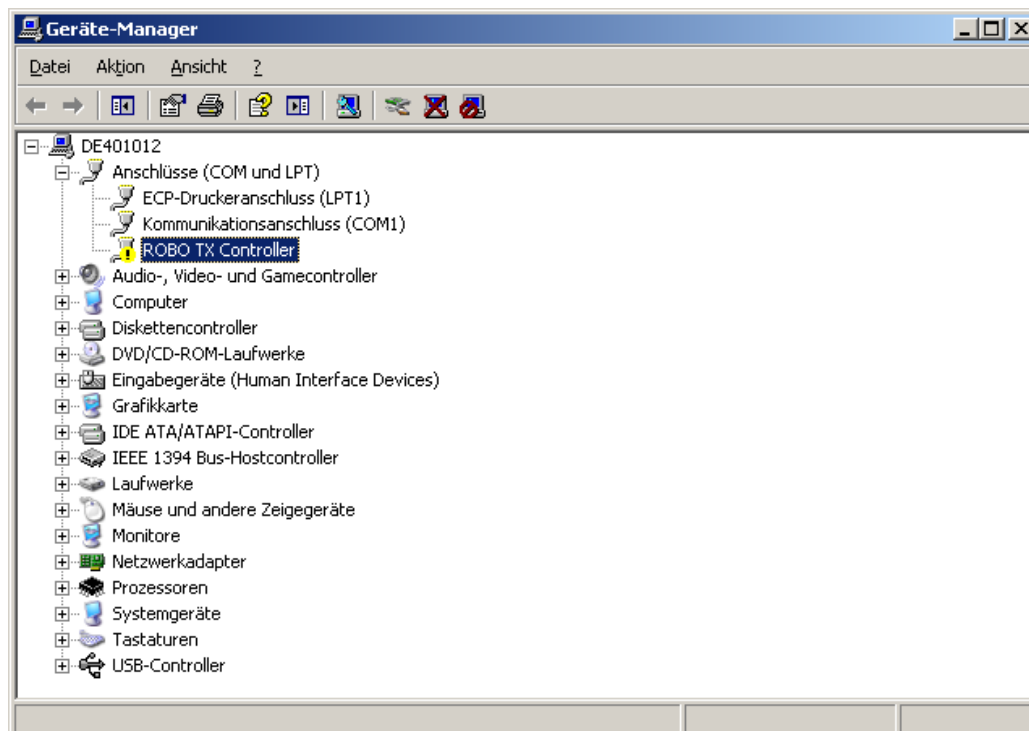 Geräte-Manager
Datei Aktion Ansicht ?
DE401012
Anschlüsse (COM und LPT)
ECP-Druckeranschluss (LPT1)
Kommunikationsanschluss (COM1)
ROBO TX Controller
Audio-, Video- und Gamecontroller
Computer
Diskettencontroller
DVD/CD-ROM-Laufwerke
Eingabegeräte (Human Interface Devices)
Grafikkarte
IDE ATA/ATAPI-Controller
IEEE 1394 Bus-Hostcontroller
Laufwerke
Mäuse und andere Zeigegeräte
Monitore
Netzwerkadapter
Prozessoren
Systemgeräte
Tastaturen
USB-Controller